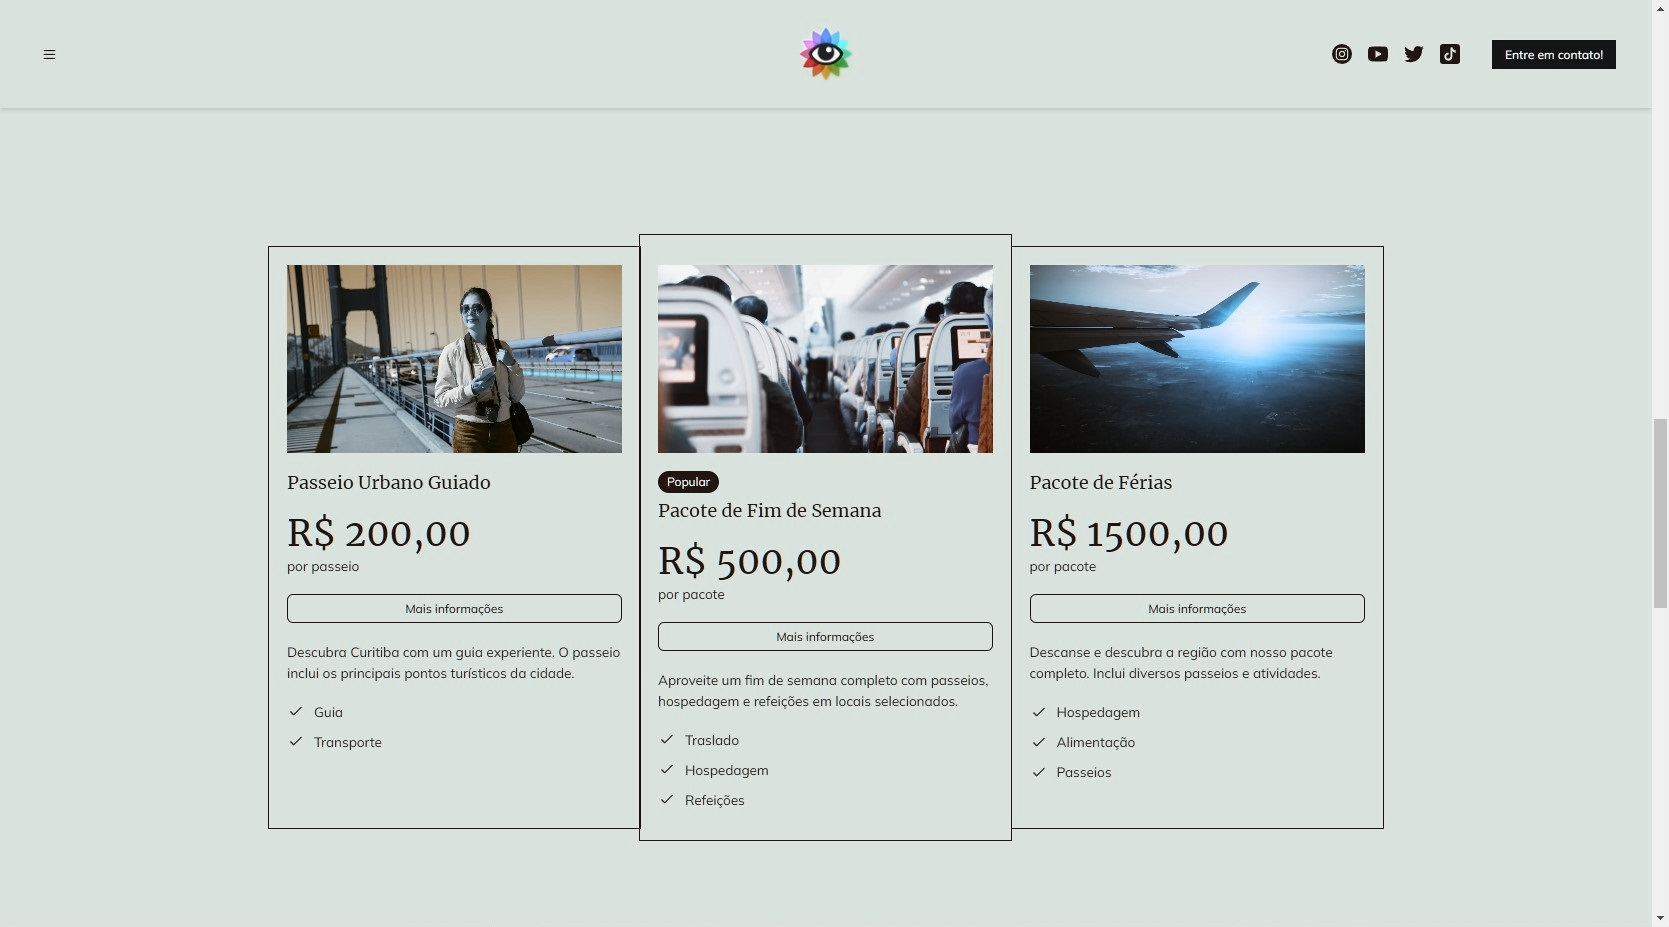 Entre em contato!
Passeio Urbano Guiado
R$ 200,00
por passeio
Mais informações
Descubra Curitiba com um guia experiente. O passeio
inclui os principais pontos turísticos da cidade.
Guia
Transporte
Popular
Pacote de Fim de Semana
R$ 500,00
por pacote
Mais informações
Aproveite um fim de semana completo com passeios,
hospedagem e refeições em locais selecionados.
Traslado
Hospedagem
Refeições
Pacote de Férias
R$ 1500,00
por pacote
Mais informações
Descanse e descubra a região com nosso pacote
completo. Inclui diversos passeios e atividades.
Hospedagem
Alimentação
Passeios